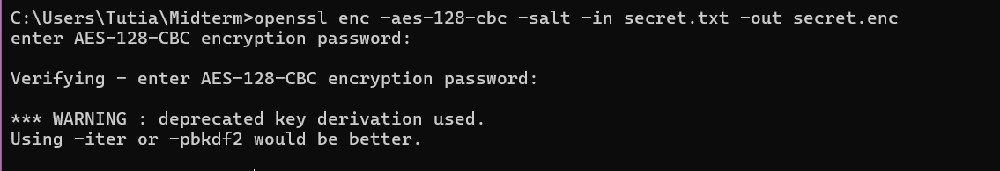 C:\Users\Tutia\Midterm>openssl enc -aes-128-cbc -salt -in secret.txt -out secret.enc
enter AES-128-CBC encryption password:
Verifying - enter AES-128-CBC encryption password:
*** WARNING : deprecated key derivation used.
Using -iter or -pbkdf2 would be better.